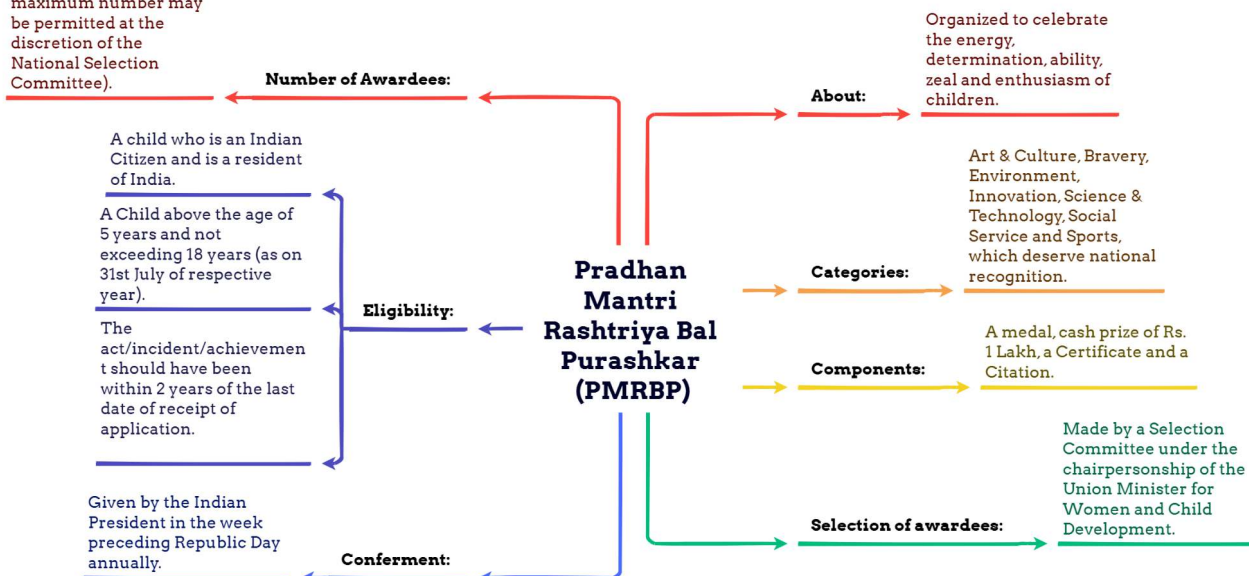 maximum number may
be permitted at the
discretion of the
National Selection
Committee).
Number of Awardees:
A child who is an Indian
Citizen and is a resident
of India.
A Child above the age of
5 years and not
exceeding 18 years (as on
31st July of respective
year).
The
act/incident/achievemen
t should have been
within 2 years of the last
date of receipt of
application.
Eligibility:
Given by the Indian
President in the week
preceding Republic Day
annually.
Conferment:
Pradhan
Mantri
Rashtriya Bal
Purashkar
(PMRBP)
About:
Organized to celebrate
the energy,
determination, ability,
zeal and enthusiasm of
children.
Categories:
Art & Culture, Bravery,
Environment,
Innovation, Science &
Technology, Social
Service and Sports,
which deserve national
recognition.
Components:
A medal, cash prize of Rs.
1 Lakh, a Certificate and a
Citation.
Selection of awardees:
Made by a Selection
Committee under the
chairpersonship of the
Union Minister for
Women and Child
Development.